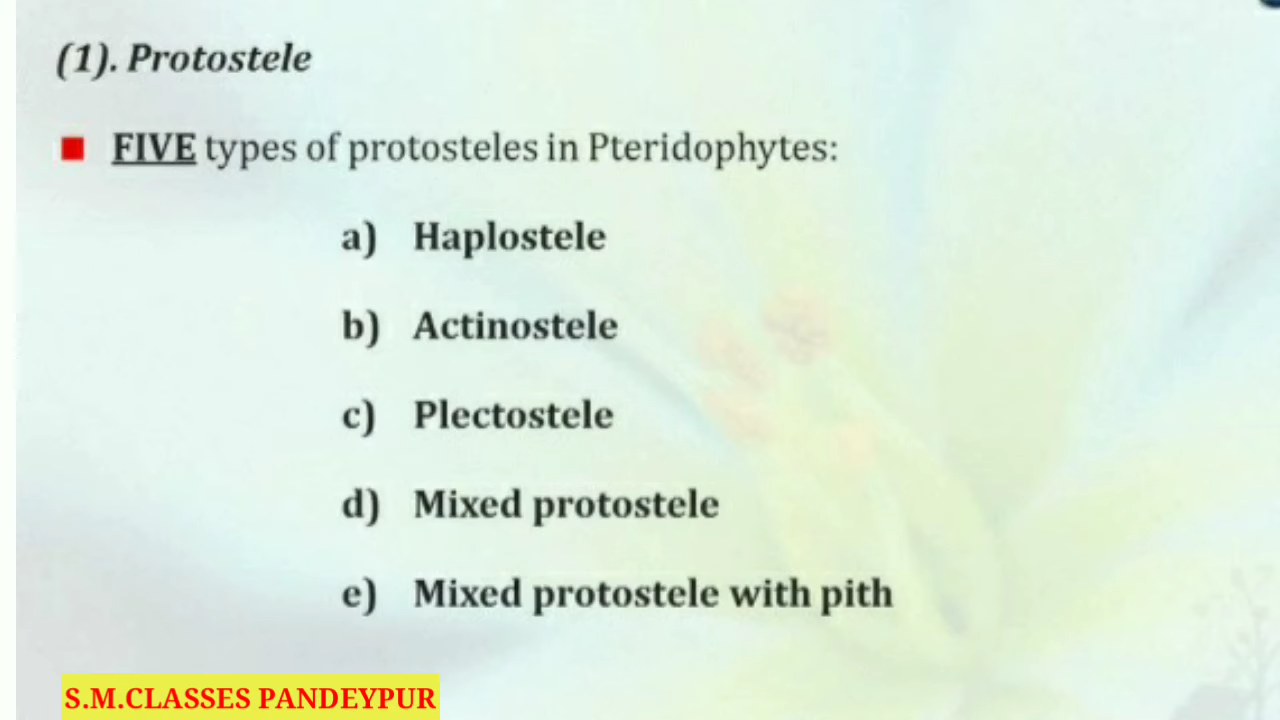 (1). Protostele
FIVE types of protosteles in Pteridophytes:
a) Haplostele
b) Actinostele
c) Plectostele
d) Mixed protostele
e) Mixed protostele with pith
S.M.CLASSES PANDEYPUR